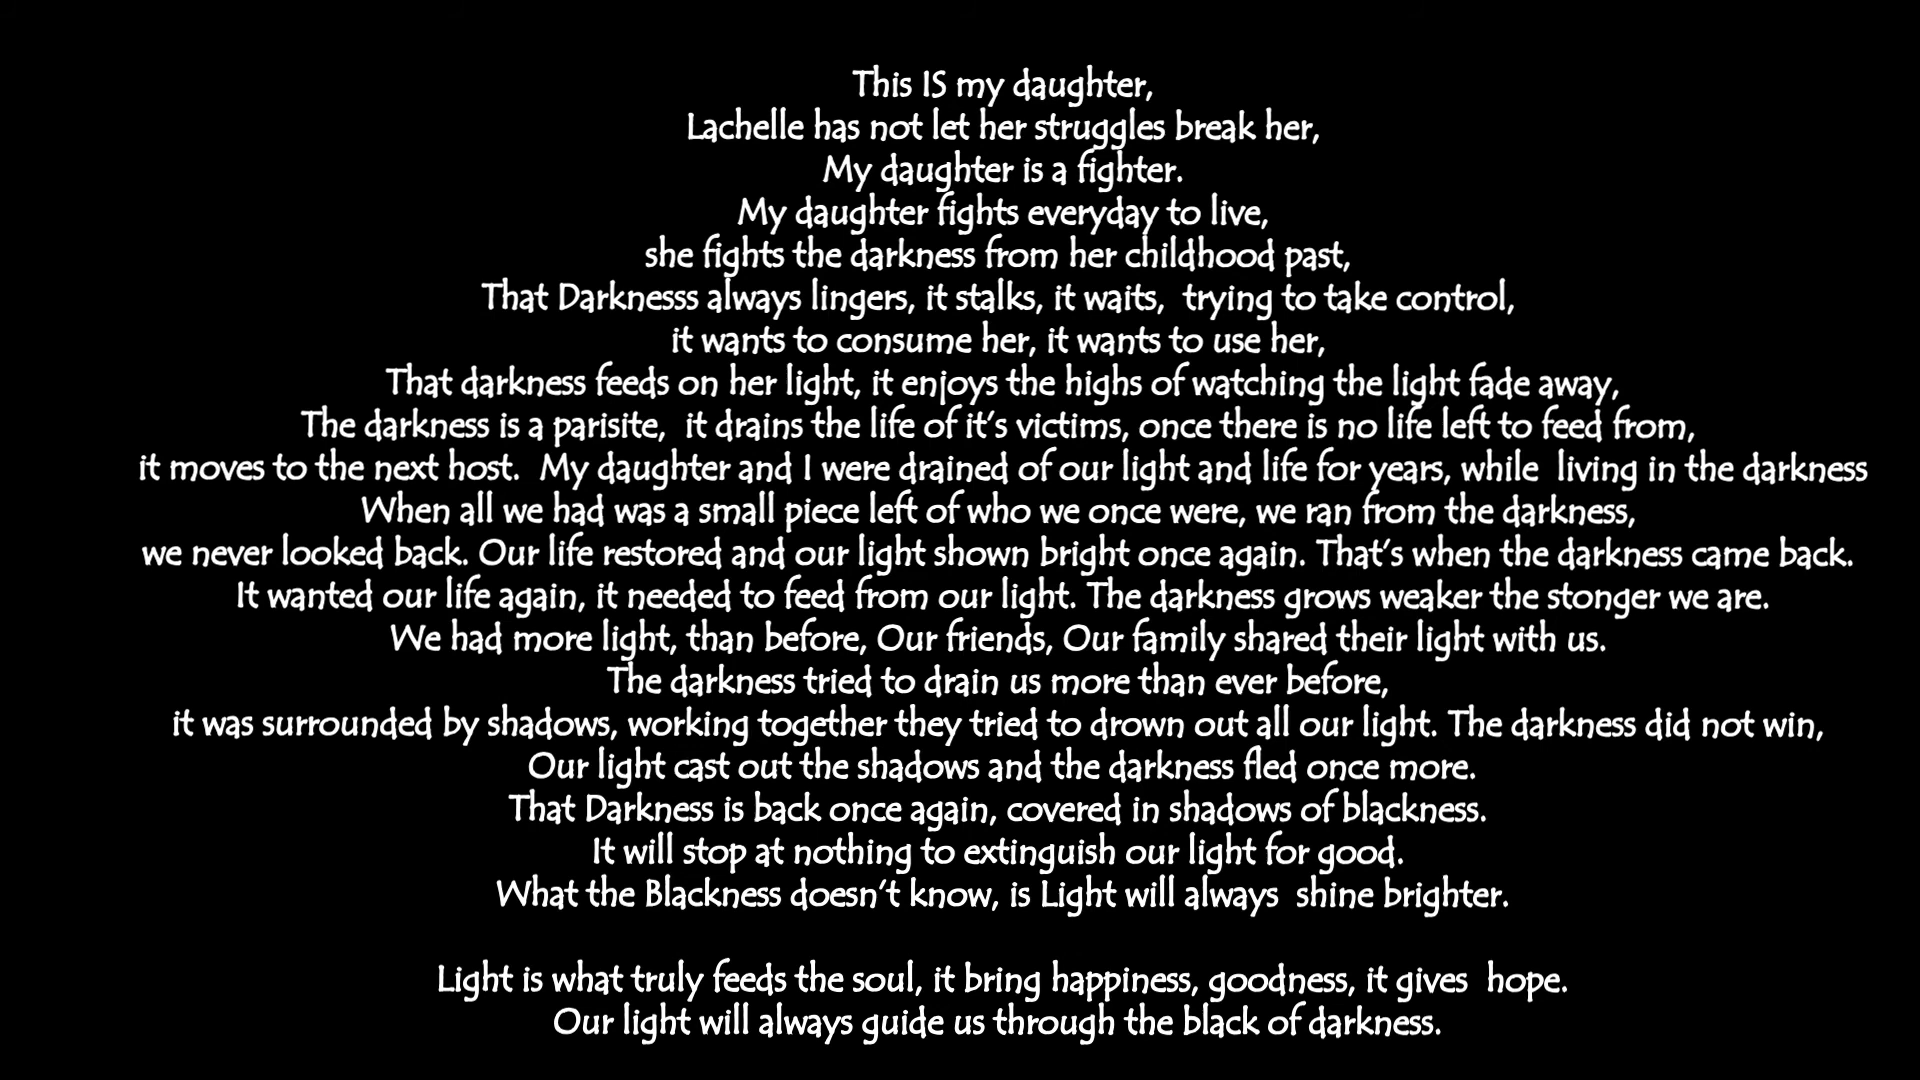 This IS my daughter,
Lachelle has not let her struggles break her,
My daughter is a fighter.
My daughter fights everyday to live,
she fights the darkness from her childhood past,
That Darknesss always lingers, it stalks, it waits,  trying to take control,
it wants to consume her, it wants to use her,
That darkness feeds on her light, it enjoys the highs of watching the light fade away,
The darkness is a parisite,  it drains the life of it's victims, once there is no life left to feed from,
it moves to the next host.  My daughter and I were drained of our light and life for years, while  living in the darkness
When all we had was a small piece left of who we once were, we ran from the darkness,
we never looked back. Our life restored and our light shown bright once again. That's when the darkness came back.
It wanted our life again, it needed to feed from our light. The darkness grows weaker the stonger we are.
We had more light, than before, Our friends, Our family shared their light with us.
The darkness tried to drain us more than ever before,
it was surrounded by shadows, working together they tried to drown out all our light. The darkness did not win,
Our light cast out the shadows and the darkness fled once more.
That Darkness is back once again, covered in shadows of blackness.
It will stop at nothing to extinguish our light for good.
What the Blackness doesn't know, is Light will always  shine brighter.
Light is what truly feeds the soul, it bring happiness, goodness, it gives  hope.
Our light will always guide us through the black of darkness.